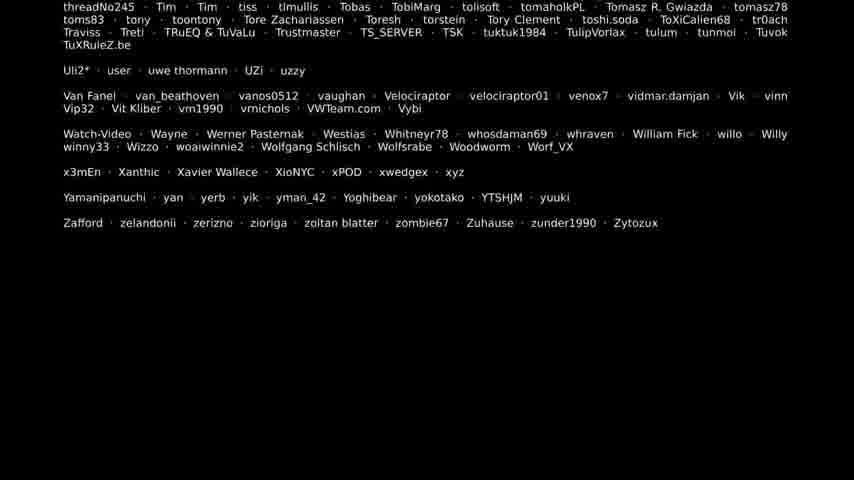 threadNo245 · Tim · Tim · tiss · tlmullis · Tobas · TobiMarg · tolisoft · tomaholkPL · Tomasz R, Gwiazda · tomasz78
toms83 · tony · toontony · Tore Zachariassen · Toresh · torstein · Tory Clement · toshi.soda · ToXiCalien68 · tr0ach
Traviss · Treti · TRuEQ & TuVaLu · Trustmaster · TS_SERVER · TSK · tuktuk1984 · TulipVorlax · tulum · tunmoi · Tuvok
TuXRuleZ.be
Uli2* · user · uwe thormann · UZi · uzzy
Van Fanel · van_beathoven · vanos0512 · vaughan · Velociraptor · velociraptor01 · venox7 · vidmar.damjan · Vik · vinn
Vip32 · Vit Kliber · vm1990 · vmichols · VWTeam.com · Vybi
Watch-Video · Wayne · Werner Pasternak · Westias · Whitneyr78 · whosdaman69 · whraven · William Fick · willo · Willy
winny33 · Wizzo · woaiwinnie2 · Wolfgang Schlisch · Wolfsrabe · Woodworm · Worf_VX
x3mEn · Xanthic · Xavier Wallece · XioNYC · xPOD · xwedgex · xyz
Yamanipanuchi · yan · yerb · yik · yman_42 · Yoghibear · yokotako · YTSHJM · yuuki
Zafford · zelandonii · zerizno · zioriga · zoltan blatter · zombie67 · Zuhause · zunder1990 · Zytozux